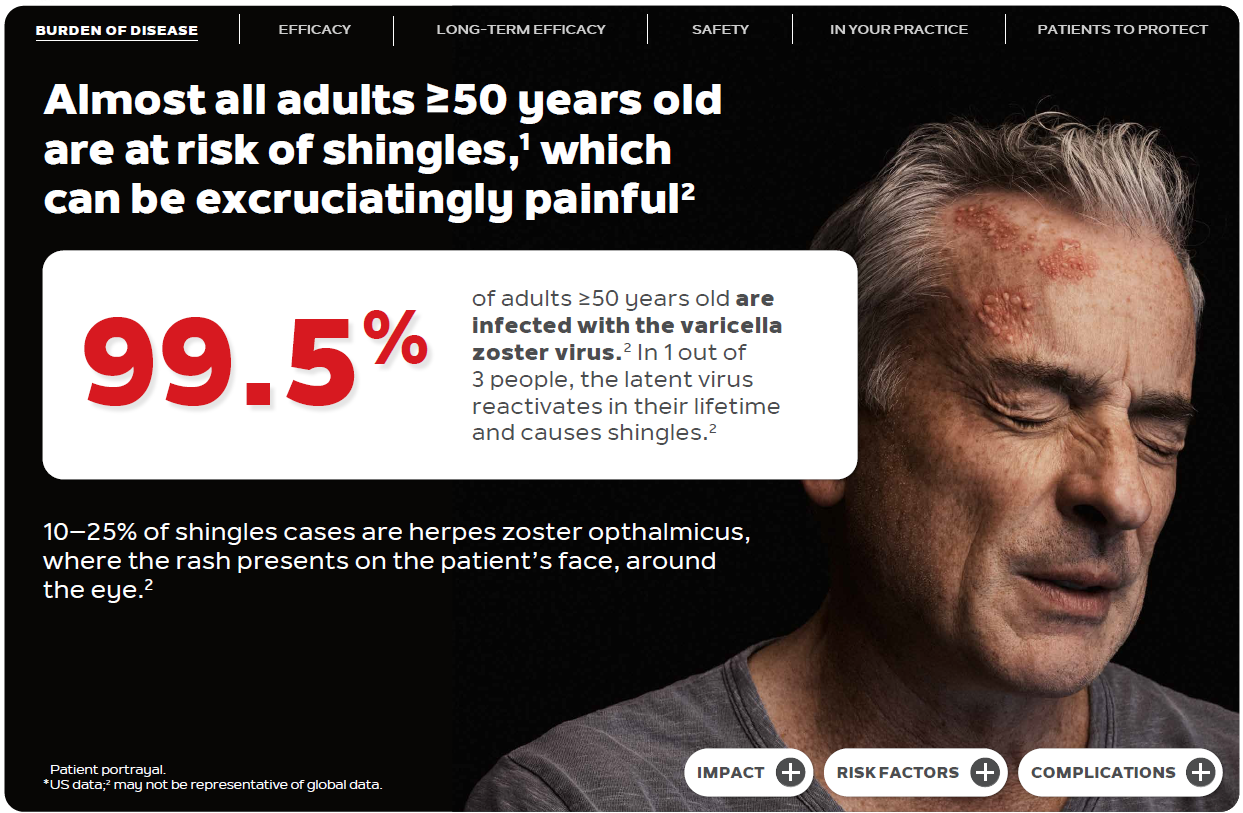 BURDEN OF DISEASE
EFFICACY
LONG-TERM EFFICACY
SAFETY
IN YOUR PRACTICE
PATIENTS TO PROTECT
Almost all adults ≥50 years old
are at risk of shingles,¹ which
can be excruciatingly painful²
99.5%
of adults ≥50 years old are
infected with the varicella
zoster virus.² In 1 out of
3 people, the latent virus
reactivates in their lifetime
and causes shingles.²
10–25% of shingles cases are herpes zoster opthalmicus,
where the rash presents on the patient's face, around
the eye.²
Patient portrayal.
*US data;² may not be representative of global data.
IMPACT
RISK FACTORS
COMPLICATIONS